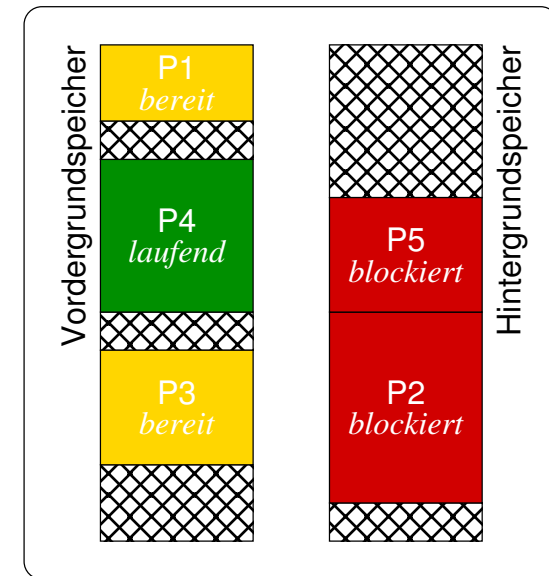 Vordergrundspeicher
P1
bereit
P4
laufend
P3
bereit
P5
blockiert
P2
blockiert
Hintergrundspeicher